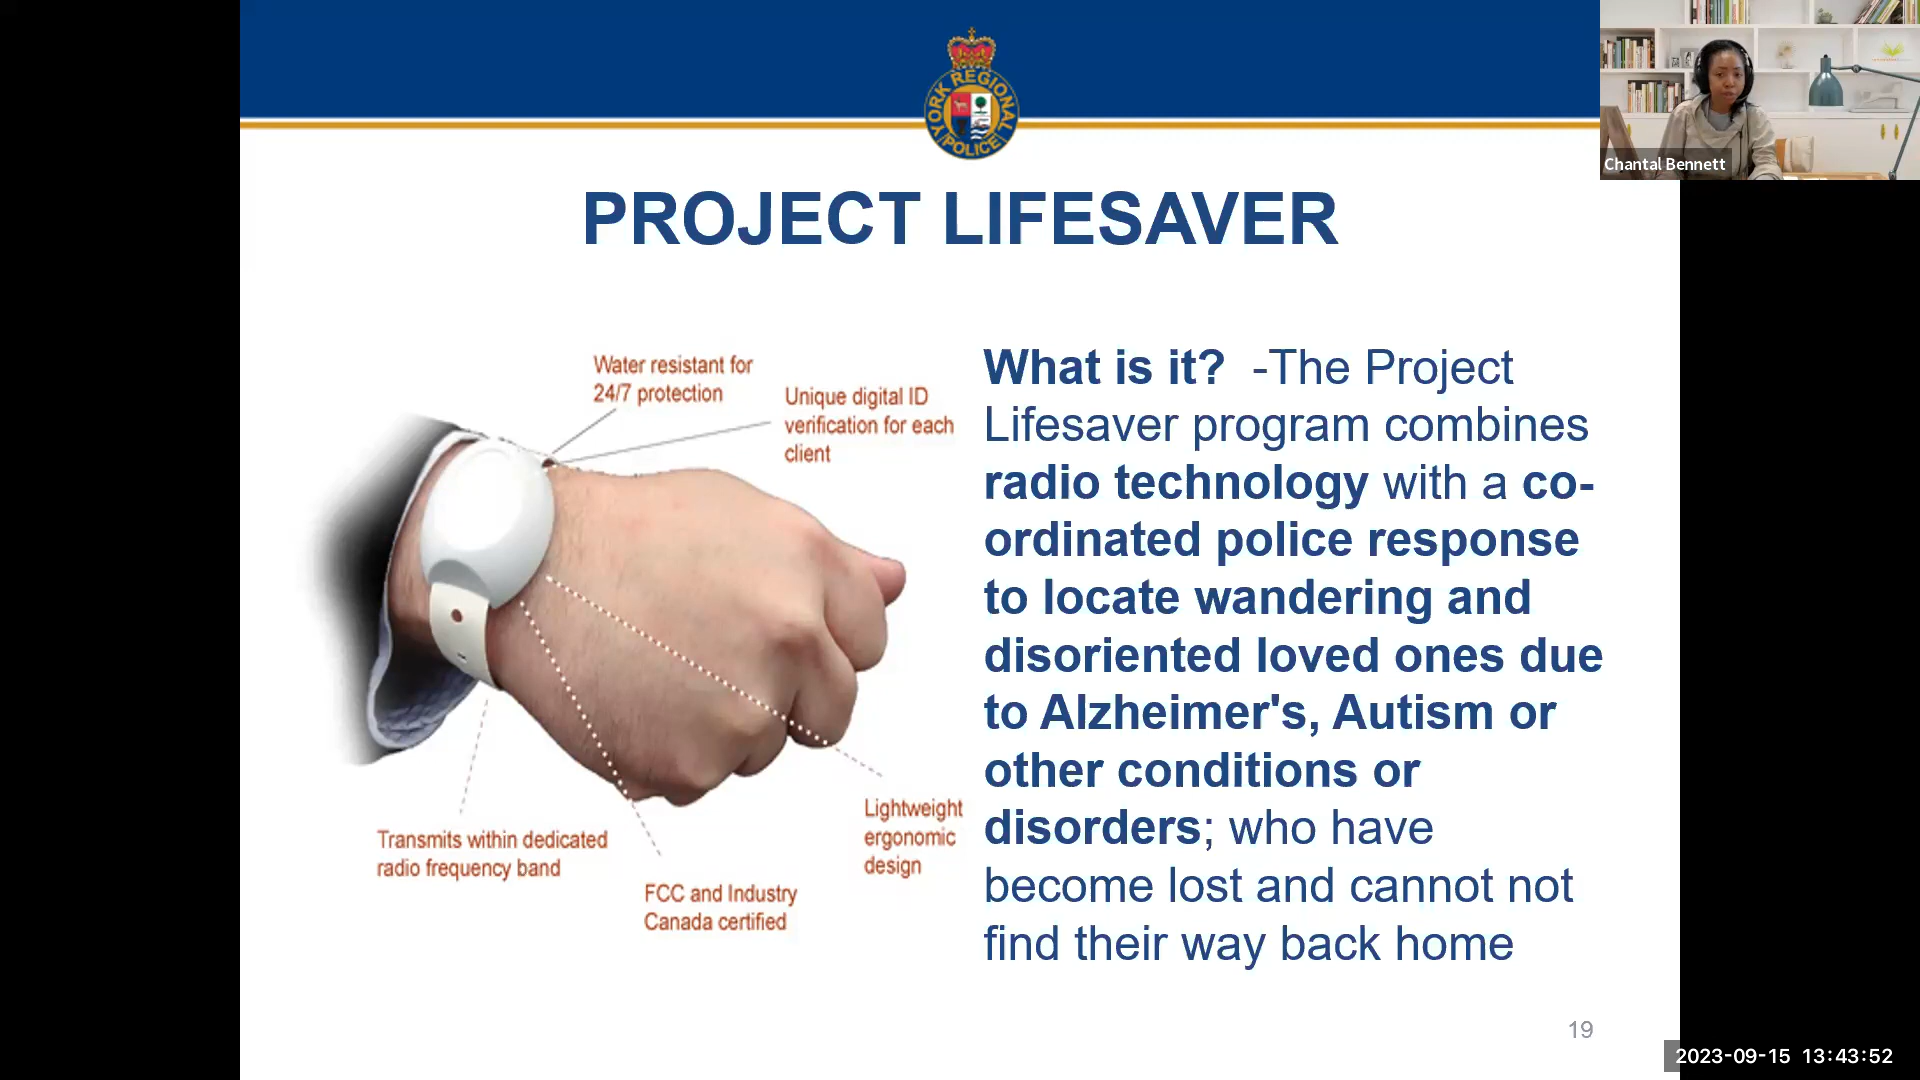 YORK REGIONAL POLICE
Chantal Bennett
PROJECT LIFESAVER
Water resistant for
24/7 protection
Unique digital ID
verification for each
client
Transmits within dedicated
radio frequency band
FCC and Industry
Canada certified
Lightweight
ergonomic
design
What is it?  -The Project
Lifesaver program combines
radio technology with a co-
ordinated police response
to locate wandering and
disoriented loved ones due
to Alzheimer's, Autism or
other conditions or
disorders; who have
become lost and cannot not
find their way back home
19
2023-09-15 13:43:52